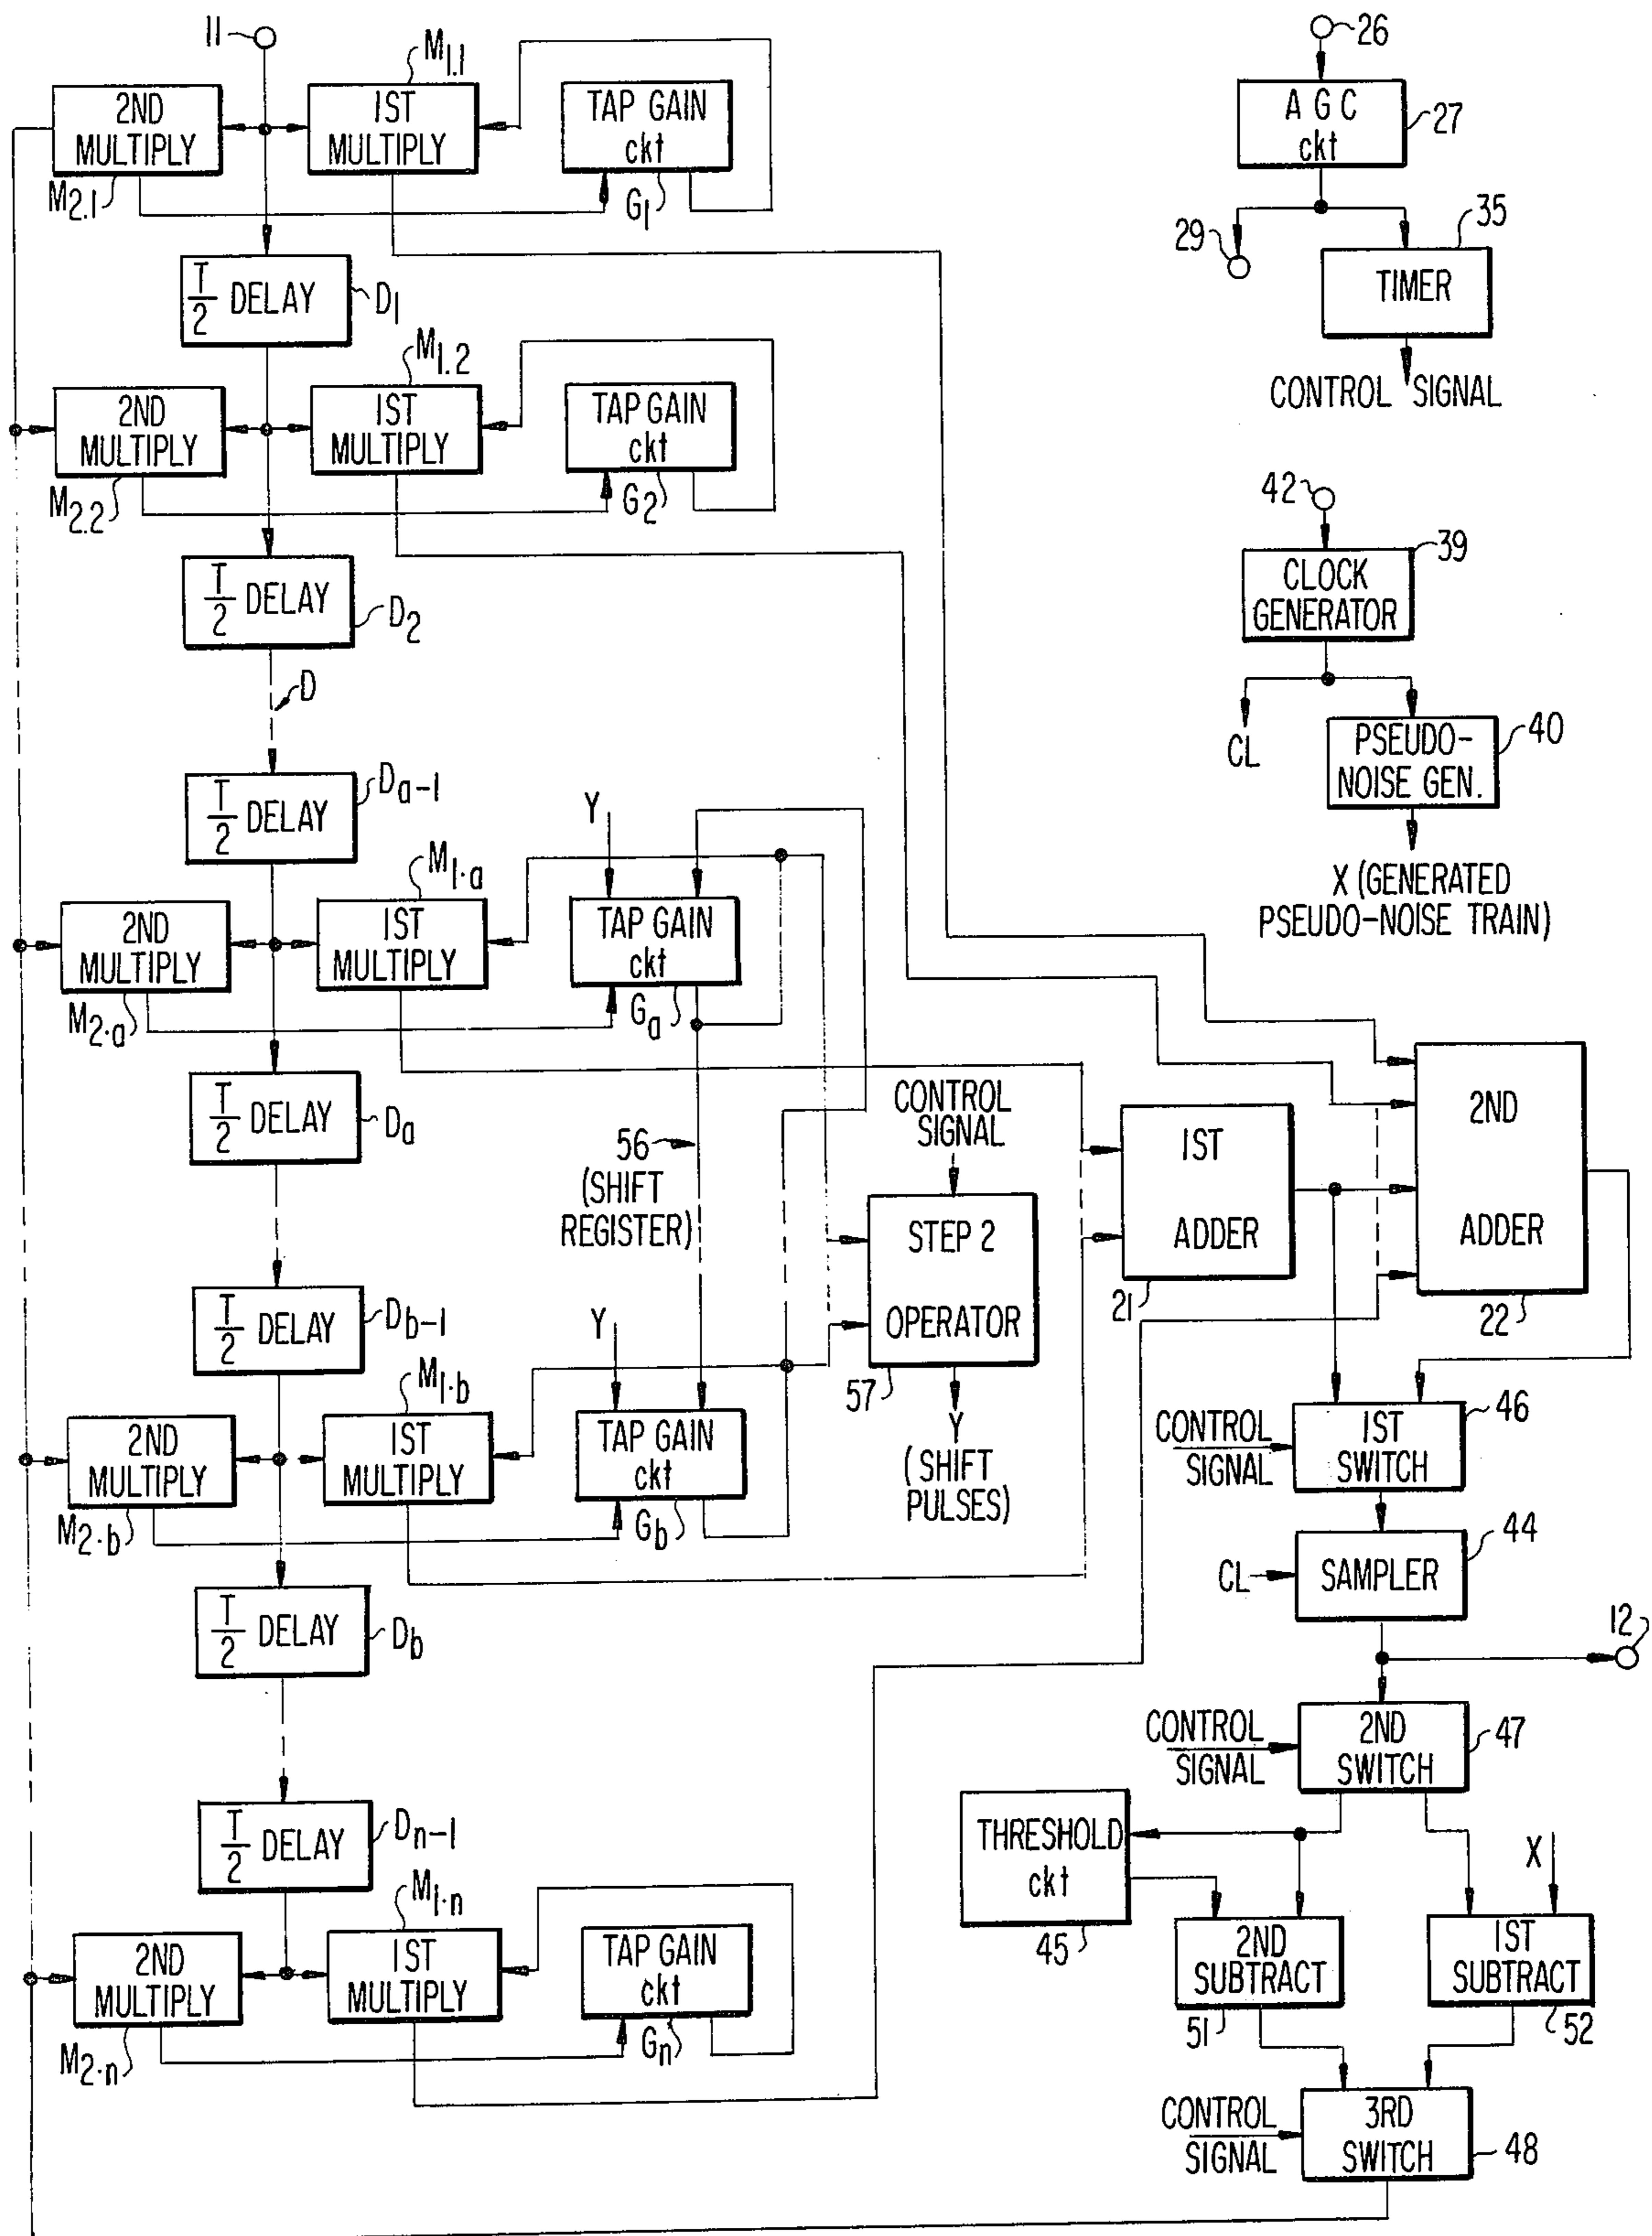 11
M1.1
26
2ND
MULTIPLY
1ST
MULTIPLY
TAP GAIN
ckt
AGC
ckt
27
M2.1
G1
29
35
T/2 DELAY
D1
TIMER
M1.2
CONTROL SIGNAL
2ND
MULTIPLY
1ST
MULTIPLY
TAP GAIN
ckt
M2.2
G2
42
39
T/2 DELAY
D2
CLOCK
GENERATOR
D
CL
40
PSEUDO-
NOISE GEN.
T/2 DELAY
Da-1
Y
X (GENERATED
PSEUDO-NOISE TRAIN)
M1·a
2ND
MULTIPLY
1ST
MULTIPLY
TAP GAIN
ckt
M2·a
Ga
T/2 DELAY
Da
CONTROL
SIGNAL
56
(SHIFT
REGISTER)
1ST
ADDER
21
2ND
ADDER
22
STEP 2
OPERATOR
57
Y
(SHIFT
PULSES)
T/2 DELAY
Db-1
Y
M1·b
2ND
MULTIPLY
1ST
MULTIPLY
TAP GAIN
ckt
M2·b
Gb
CONTROL
SIGNAL
1ST
SWITCH
46
44
CL
SAMPLER
T/2 DELAY
Db
12
CONTROL
SIGNAL
2ND
SWITCH
47
T/2 DELAY
Dn-1
THRESHOLD
ckt
45
X
M1·n
2ND
MULTIPLY
1ST
MULTIPLY
TAP GAIN
ckt
M2·n
Gn
2ND
SUBTRACT
51
1ST
SUBTRACT
52
CONTROL
SIGNAL
3RD
SWITCH
48